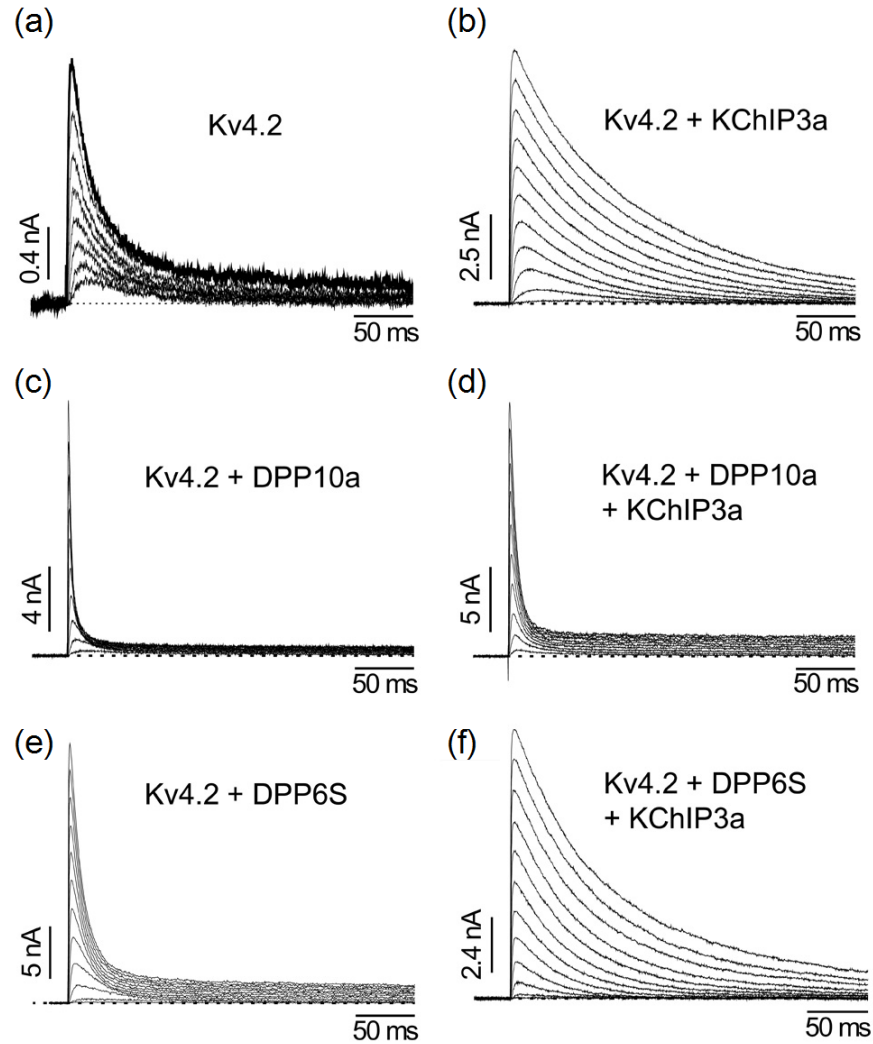 (a)
(b)
Kv4.2
Kv4.2 + KChIP3a
0.4 nA
2.5 nA
50 ms
50 ms
(c)
(d)
Kv4.2 + DPP10a
Kv4.2 + DPP10a
+ KChIP3a
4 nA
5 nA
50 ms
50 ms
(e)
(f)
Kv4.2 + DPP6S
Kv4.2 + DPP6S
+ KChIP3a
5 nA
2.4 nA
50 ms
50 ms